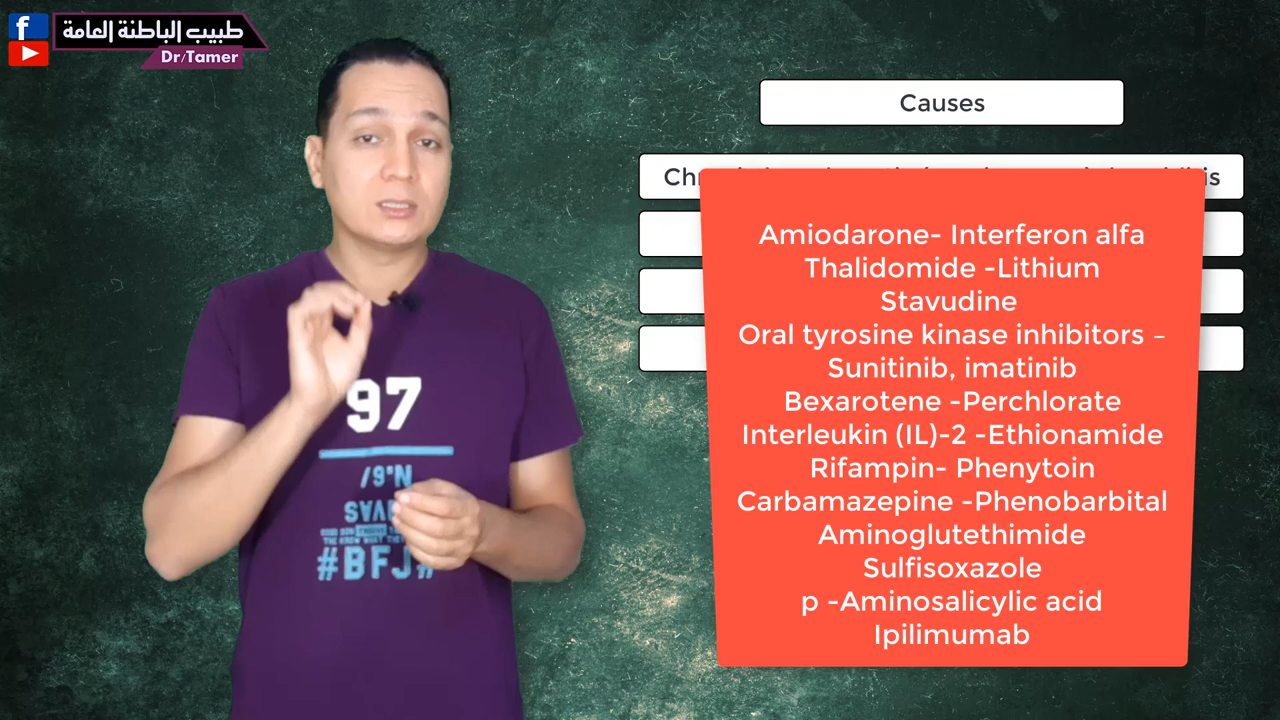 f
طبيب الباطنة العامة
Dr/Tamer
Causes
Amiodarone- Interferon alfa
Thalidomide -Lithium
Stavudine
Oral tyrosine kinase inhibitors –
Sunitinib, imatinib
Bexarotene -Perchlorate
Interleukin (IL)-2 -Ethionamide
Rifampin- Phenytoin
Carbamazepine -Phenobarbital
Aminoglutethimide
Sulfisoxazole
p -Aminosalicylic acid
Ipilimumab
97
/9°N
#BFJ#